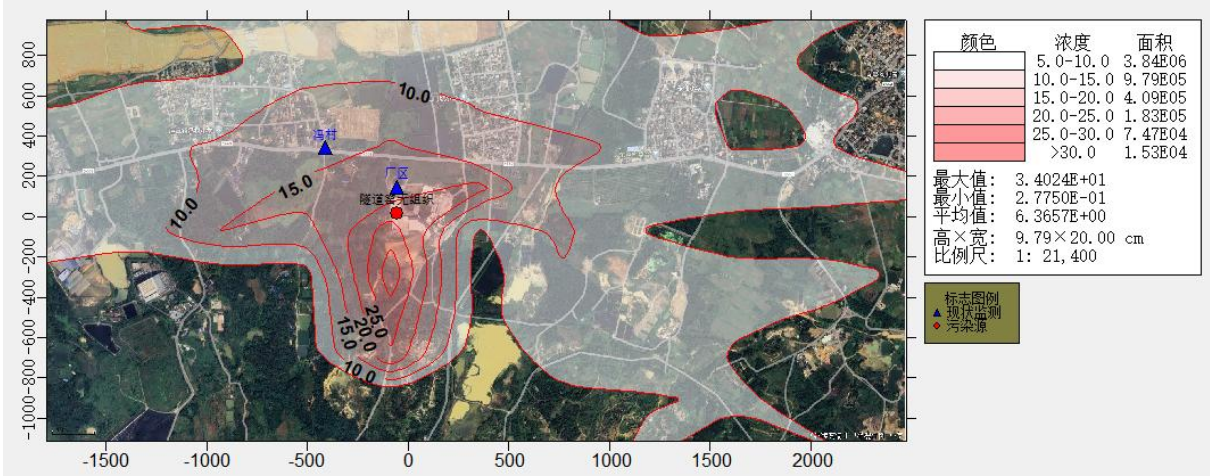 颜色 浓度 面积
5.0-10.0 3.84E06
10.0-15.0 9.79E05
15.0-20.0 4.09E05
20.0-25.0 1.83E05
25.0-30.0 7.47E04
>30.0 1.53E04
最大值: 3.4024E+01
最小值: 2.7750E-01
平均值: 6.3657E+00
高×宽: 9.79×20.00 cm
比例尺: 1: 21,400
标志图例
现状监测
污染源
800
600
400
200
0
-200
-400
-600
-800
-1000
10.0
冯村
厂区
15.0
隧道窑无组织
10.0
25.0
20.0
15.0
10.0
-1500 -1000 -500 0 500 1000 1500 2000